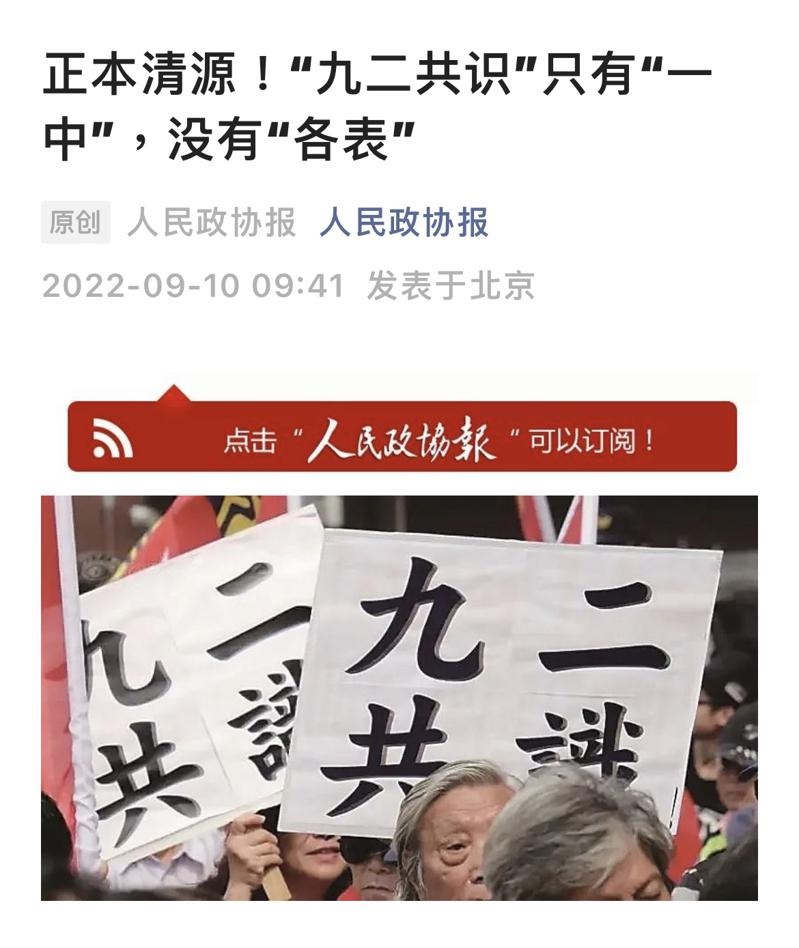 正本清源！“九二共识”只有“一
中”，没有“各表”
原创 人民政协报 人民政协报
2022-09-10 09:41 发表于北京
点击“人民政協報“可以订阅！
九二
共識
九二
共識